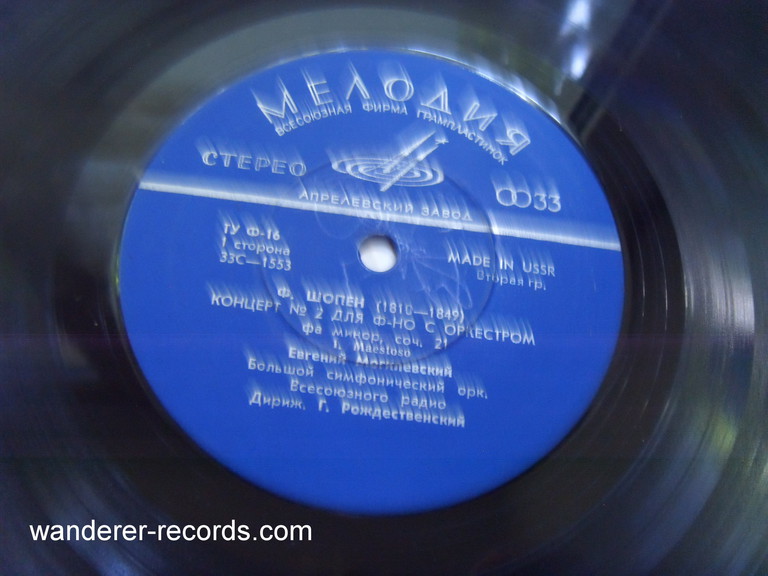 МЕЛОДИЯ
ВСЕСОЮЗНАЯ ФИРМА ГРАМПЛАСТИНОК
СТЕРЕО
33
АПРЕЛЕВСКИЙ ЗАВОД
ТУ Ф-16
1 сторона
33С—1553
MADE IN USSR
Вторая гр.
Ф. ШОПЕН (1810—1849)
КОНЦЕРТ № 2 ДЛЯ Ф-НО С ОРКЕСТРОМ
фа минор, соч. 21
1. Maestoso
Евгений Могилевский
Большой симфонический орк.
Всесоюзного радио
Дириж. Г. Рождественский
wanderer-records.com